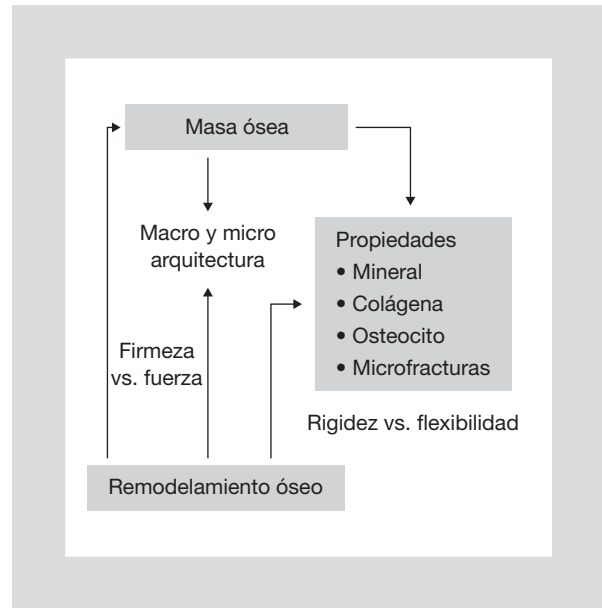 Masa ósea
Macro y micro
arquitectura
Propiedades
• Mineral
• Colágena
• Osteocito
• Microfracturas
Firmeza
vs. fuerza
Rigidez vs. flexibilidad
Remodelamiento óseo